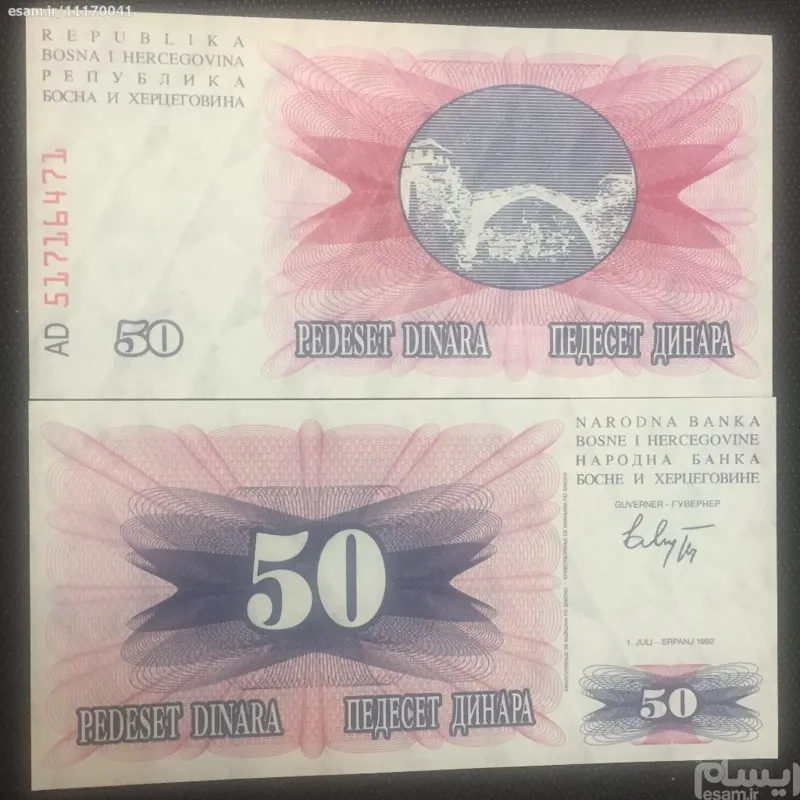 esam.ir/11170041
REPUBLIKA
BOSNA I HERCEGOVINA
РЕПУБЛИКА
БОСНА И ХЕРЦЕГОВИНА
AD 51716471
50
PEDESET DINARA
ПЕДЕСЕТ ДИНАРА
NARODNA BANKA
BOSNE I HERCEGOVINE
НАРОДНА БАНКА
БОСНЕ И ХЕРЦЕГОВИНЕ
GUVERNER - ГУВЕРНЕР
1. JULI - SRPANJ 1992
50
50
PEDESET DINARA
ПЕДЕСЕТ ДИНАРА
ایسام
esam.ir